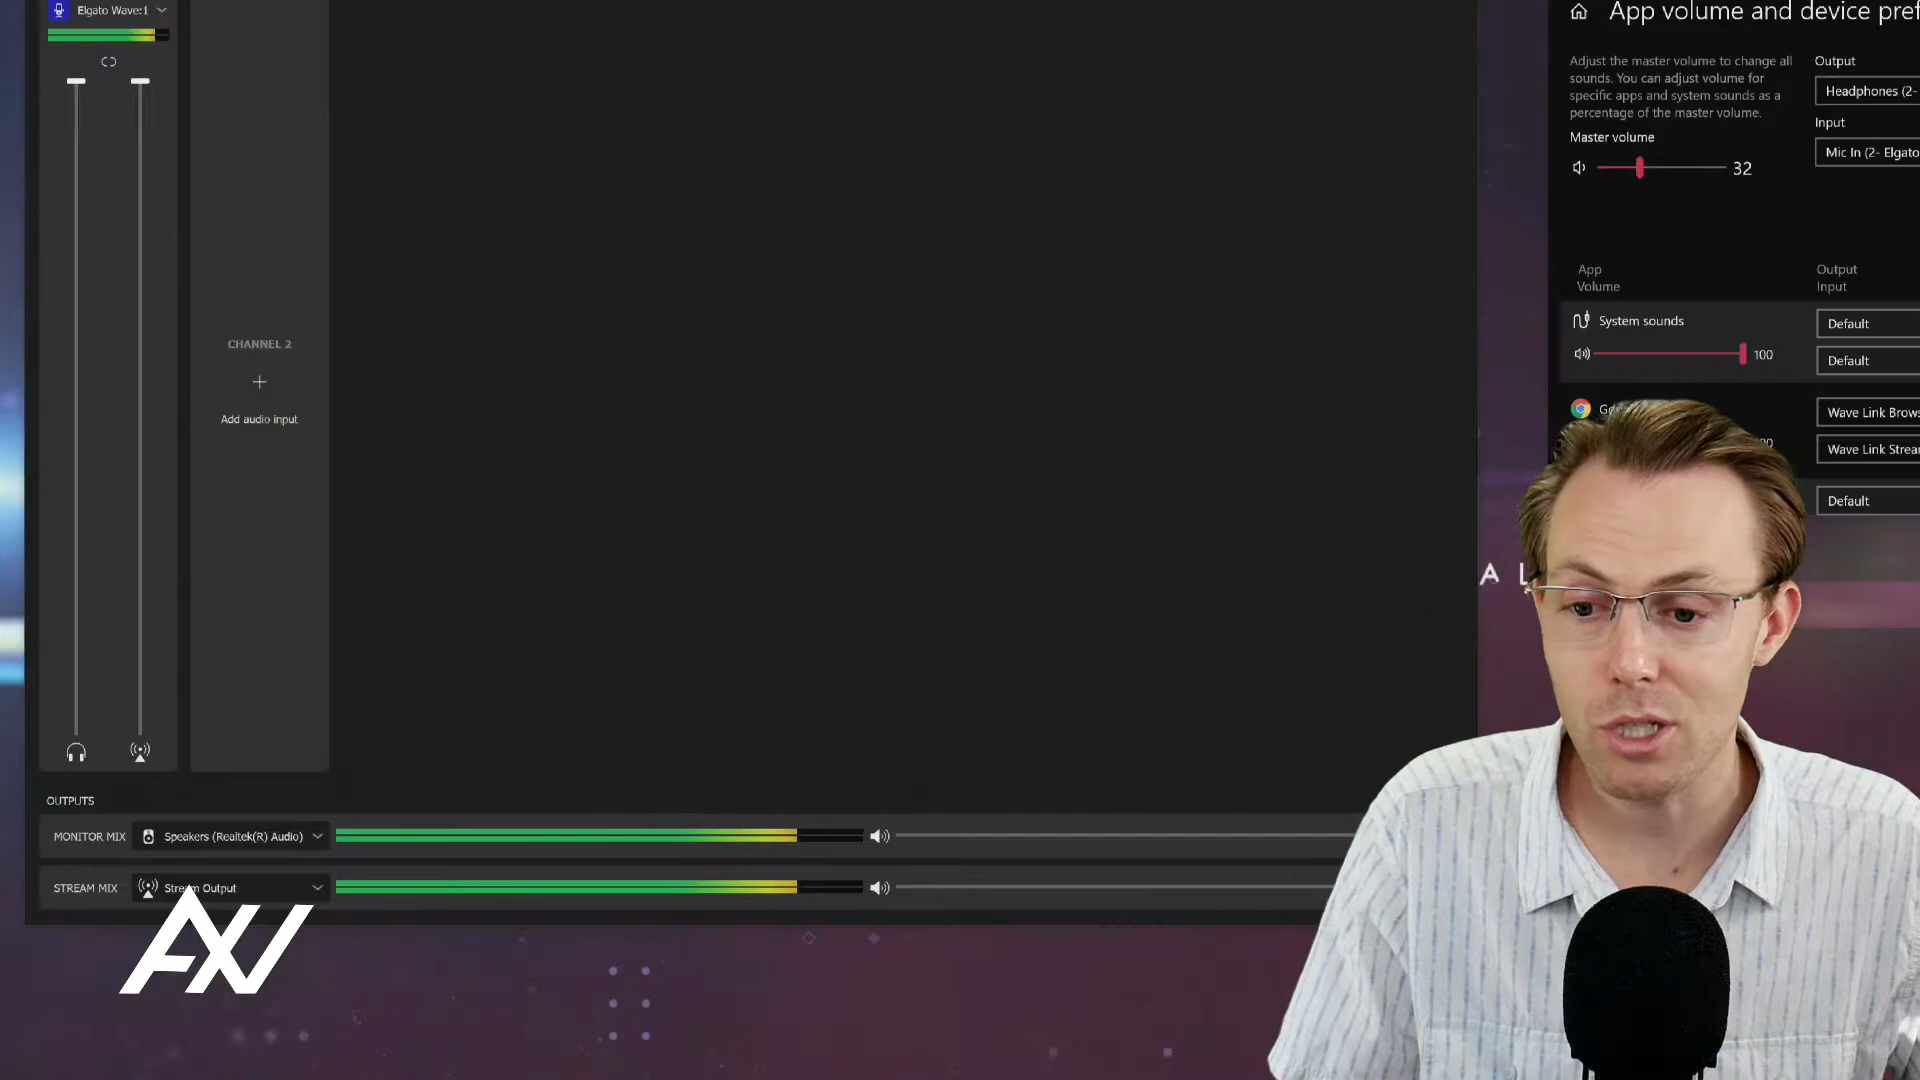 Elgato Wave:1
CHANNEL 2
Add audio input
OUTPUTS
MONITOR MIX
Speakers (Realtek(R) Audio)
STREAM MIX
Stream Output
App volume and device pref
Adjust the master volume to change all
sounds. You can adjust volume for
specific apps and system sounds as a
percentage of the master volume.
Master volume
32
Output
Headphones (2-
Input
Mic In (2- Elgato
App
Volume
Output
Input
System sounds
100
Default
Default
Wave Link Brows
Wave Link Strea
Default
A L